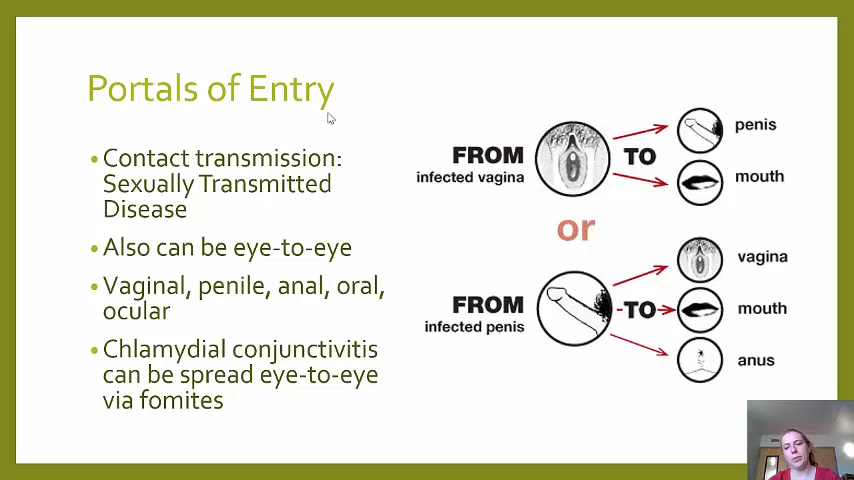 Portals of Entry
• Contact transmission:
Sexually Transmitted
Disease
• Also can be eye-to-eye
• Vaginal, penile, anal, oral,
ocular
• Chlamydial conjunctivitis
can be spread eye-to-eye
via fomites
FROM
infected vagina
TO
penis
mouth
or
FROM
infected penis
-TO
vagina
mouth
anus